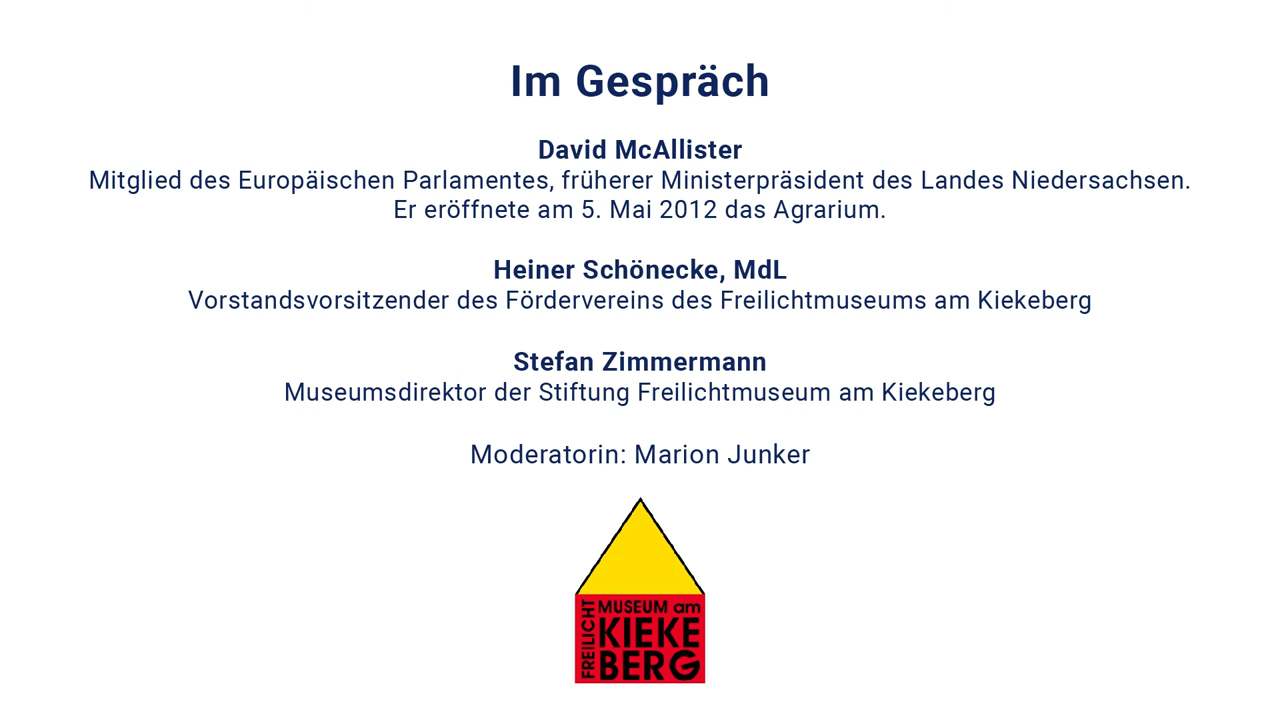 Im Gespräch
David McAllister
Mitglied des Europäischen Parlamentes, früherer Ministerpräsident des Landes Niedersachsen.
Er eröffnete am 5. Mai 2012 das Agrarium.
Heiner Schönecke, MdL
Vorstandsvorsitzender des Fördervereins des Freilichtmuseums am Kiekeberg
Stefan Zimmermann
Museumsdirektor der Stiftung Freilichtmuseum am Kiekeberg
Moderatorin: Marion Junker
FREILICHT
MUSEUM am
KIEKE
BERG